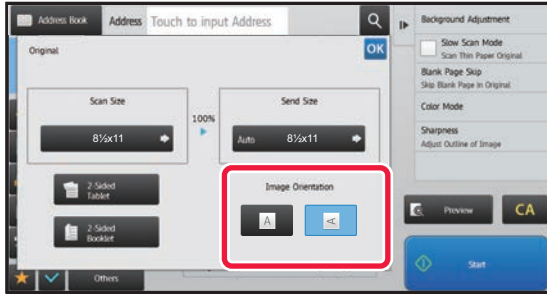 Address Book
Address
Touch to input Address
Original
OK
Scan Size
8½x11
100%
Send Size
Auto 8½x11
2-Sided
Tablet
2-Sided
Booklet
Image Orientation
A
A
Others
Background Adjustment
Slow Scan Mode
Scan Thin Paper Original
Blank Page Skip
Skip Blank Page in Original
Color Mode
Sharpness
Adjust Outline of Image
Preview
CA
Start